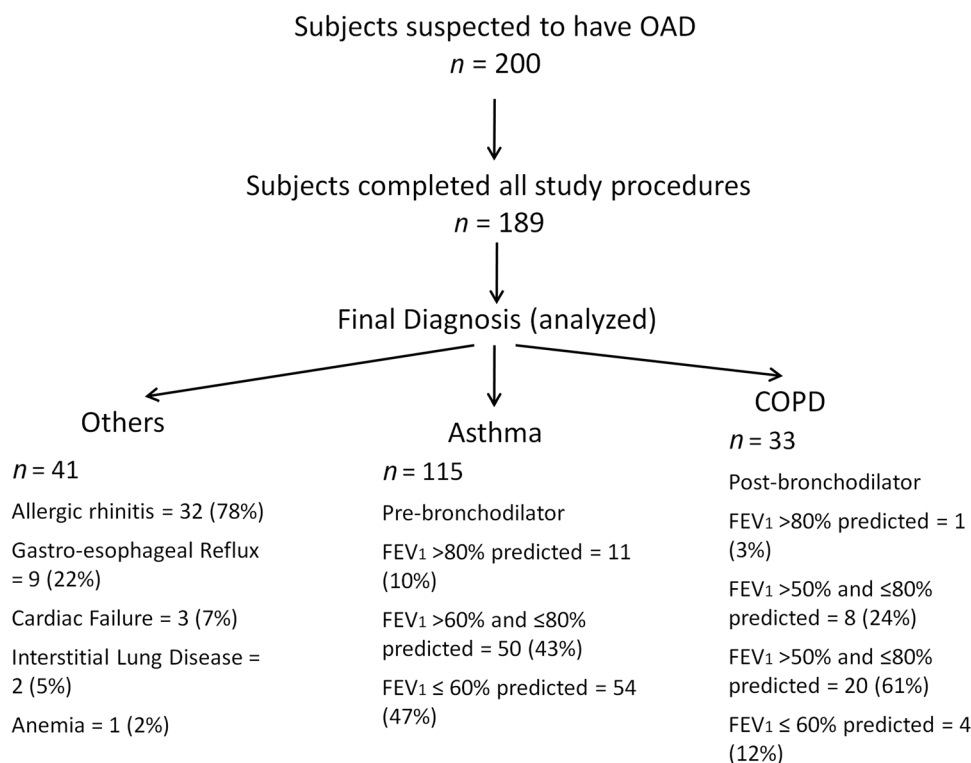 Subjects suspected to have OAD
n = 200
Subjects completed all study procedures
n = 189
Final Diagnosis (analyzed)
Others
n = 41
Allergic rhinitis = 32 (78%)
Gastro-esophageal Reflux
= 9 (22%)
Cardiac Failure = 3 (7%)
Interstitial Lung Disease =
2 (5%)
Anemia = 1 (2%)
Asthma
n = 115
Pre-bronchodilator
FEV1 >80% predicted = 11
(10%)
FEV1 >60% and ≤80%
predicted = 50 (43%)
FEV1 ≤ 60% predicted = 54
(47%)
COPD
n = 33
Post-bronchodilator
FEV1 >80% predicted = 1
(3%)
FEV1 >50% and ≤80%
predicted = 8 (24%)
FEV1 >50% and ≤80%
predicted = 20 (61%)
FEV1 ≤ 60% predicted = 4
(12%)